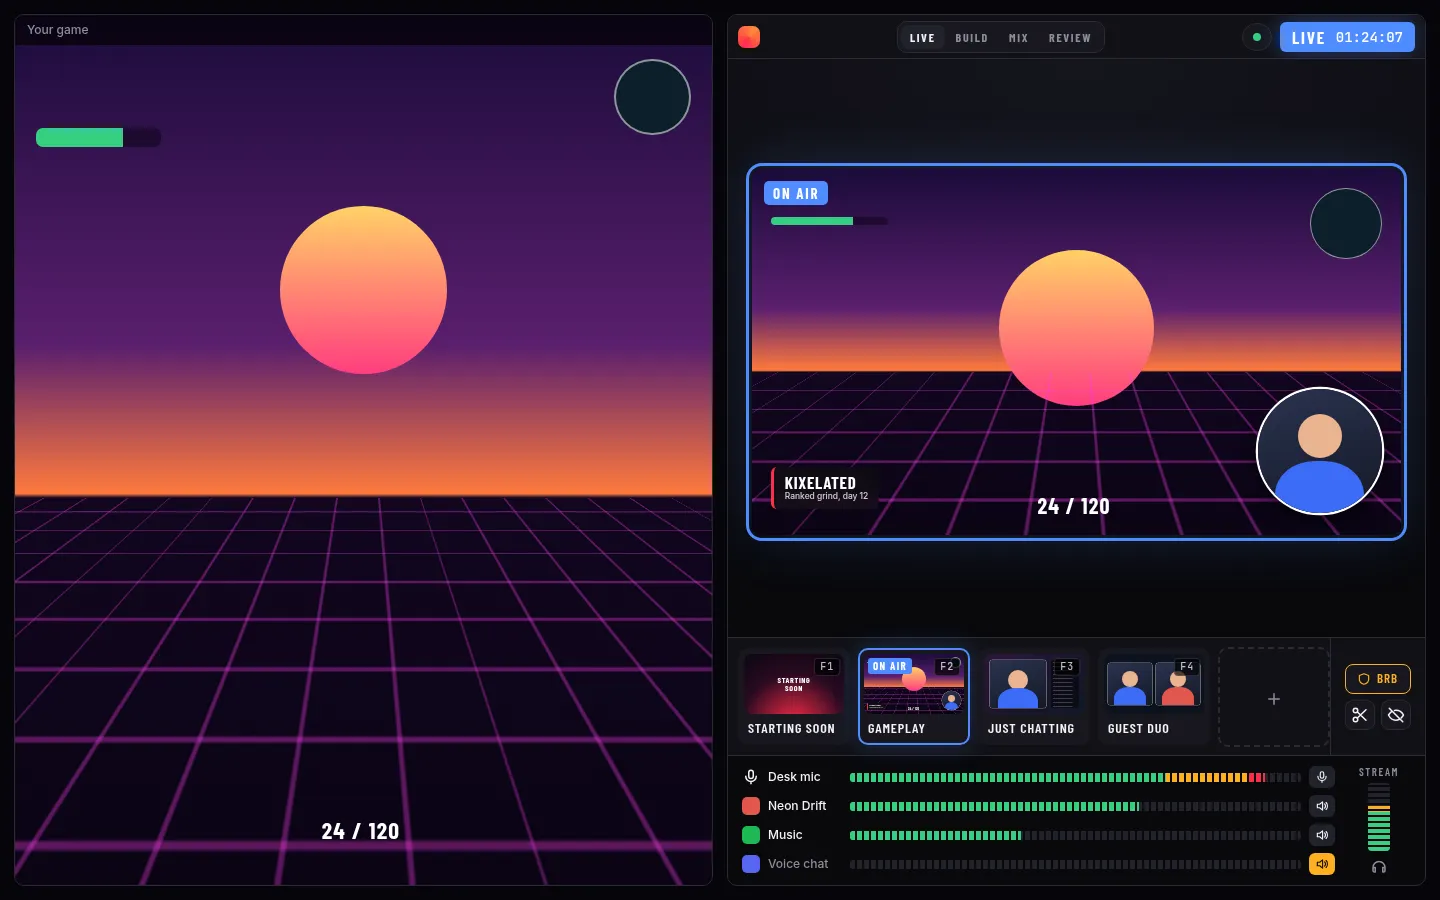 Your game
24 / 120
LIVE BUILD MIX REVIEW
LIVE 01:24:07
ON AIR
KIXELATED
Ranked grind, day 12
24 / 120
STARTING
SOON
F1
STARTING SOON
ON AIR
F2
24 / 120
GAMEPLAY
F3
JUST CHATTING
F4
GUEST DUO
+
BRB
Desk mic
Neon Drift
Music
Voice chat
STREAM